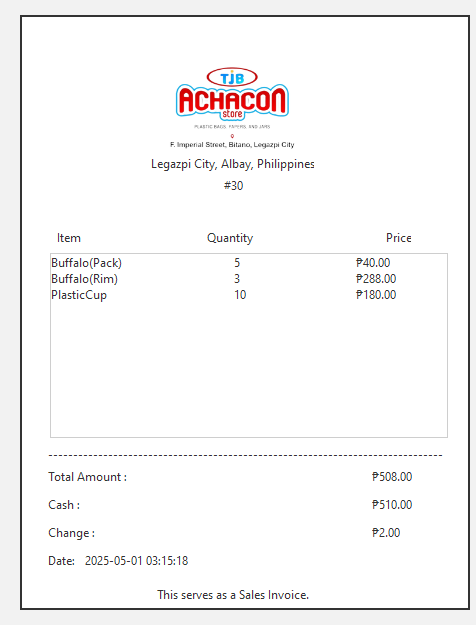 TJB
ACHACON
store
PLASTIC BAGS, PAPERS, AND JARS
F. Imperial Street, Bitano, Legazpi City
Legazpi City, Albay, Philippines
#30
Item Quantity Price
Buffalo(Pack) 5 ₱40.00
Buffalo(Rim) 3 ₱288.00
PlasticCup 10 ₱180.00
Total Amount : ₱508.00
Cash : ₱510.00
Change : ₱2.00
Date: 2025-05-01 03:15:18
This serves as a Sales Invoice.